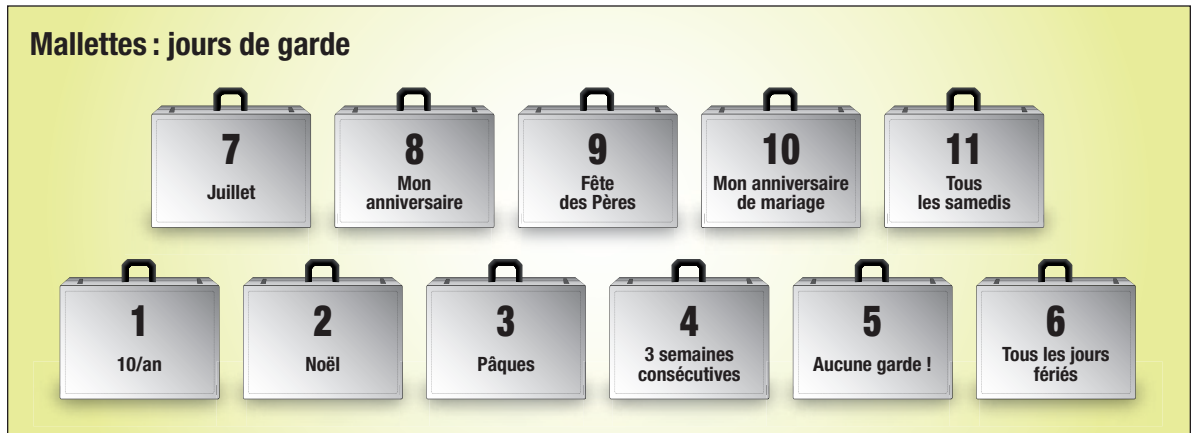 Mallettes : jours de garde
7
Juillet
8
Mon
anniversaire
9
Fête
des Pères
10
Mon anniversaire
de mariage
11
Tous
les samedis
1
10/an
2
Noël
3
Pâques
4
3 semaines
consécutives
5
Aucune garde !
6
Tous les jours
fériés